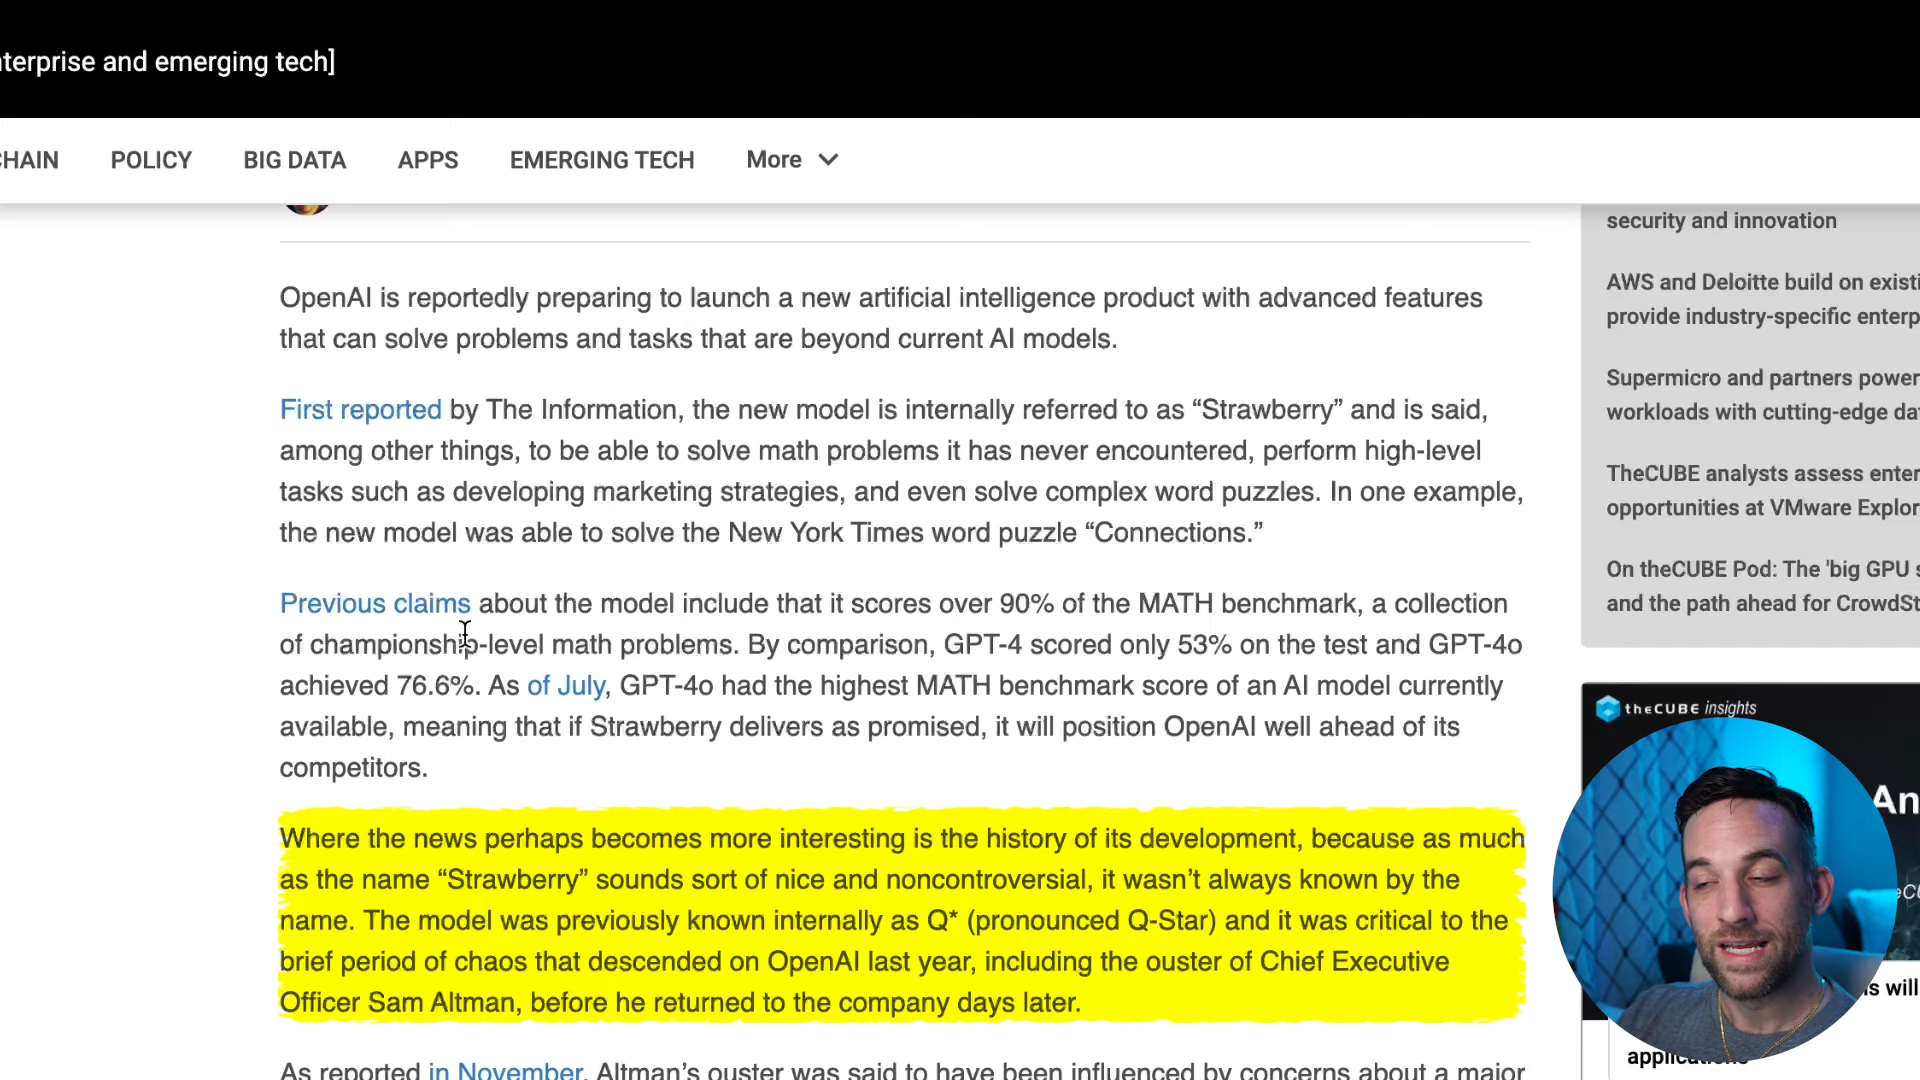 nterprise and emerging tech]
CHAIN POLICY BIG DATA APPS EMERGING TECH More
OpenAI is reportedly preparing to launch a new artificial intelligence product with advanced features
that can solve problems and tasks that are beyond current AI models.
First reported by The Information, the new model is internally referred to as “Strawberry” and is said,
among other things, to be able to solve math problems it has never encountered, perform high-level
tasks such as developing marketing strategies, and even solve complex word puzzles. In one example,
the new model was able to solve the New York Times word puzzle “Connections.”
Previous claims about the model include that it scores over 90% of the MATH benchmark, a collection
of championship-level math problems. By comparison, GPT-4 scored only 53% on the test and GPT-4o
achieved 76.6%. As of July, GPT-4o had the highest MATH benchmark score of an AI model currently
available, meaning that if Strawberry delivers as promised, it will position OpenAI well ahead of its
competitors.
Where the news perhaps becomes more interesting is the history of its development, because as much
as the name “Strawberry” sounds sort of nice and noncontroversial, it wasn’t always known by the
name. The model was previously known internally as Q* (pronounced Q-Star) and it was critical to the
brief period of chaos that descended on OpenAI last year, including the ouster of Chief Executive
Officer Sam Altman, before he returned to the company days later.
As reported in November, Altman’s ouster was said to have been influenced by concerns about a major
security and innovation
AWS and Deloitte build on existi
provide industry-specific enterp
Supermicro and partners power
workloads with cutting-edge da
TheCUBE analysts assess enter
opportunities at VMware Explor
On theCUBE Pod: The 'big GPU s
and the path ahead for CrowdSt
theCUBE insights
An
s will